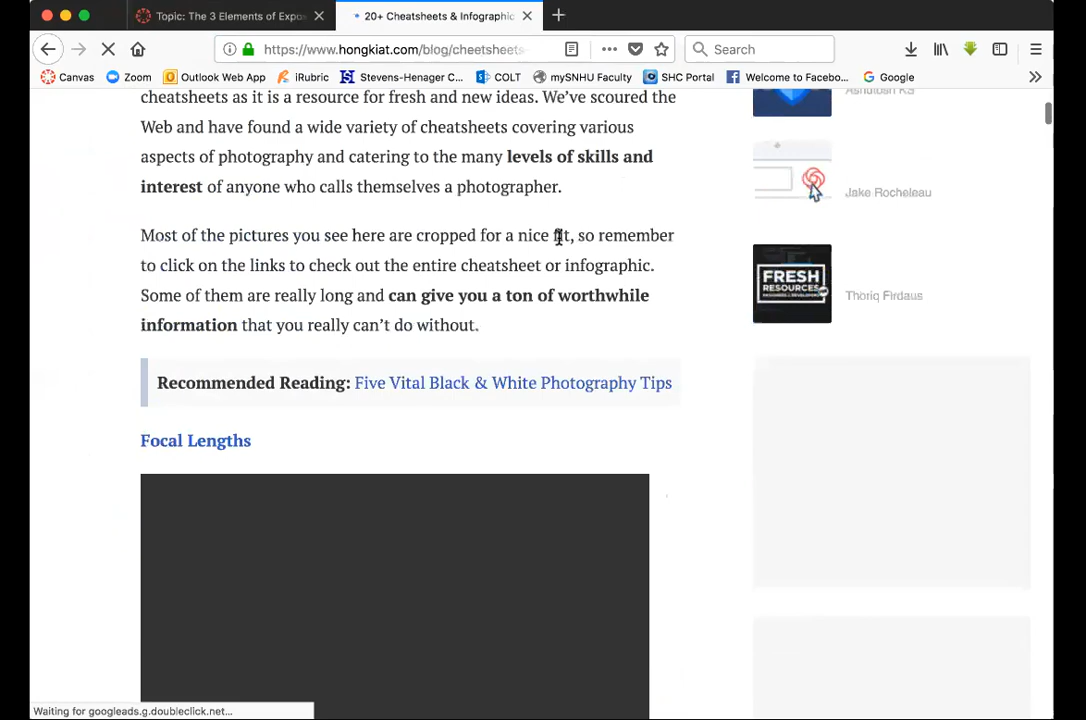 Topic: The 3 Elements of Expos
20+ Cheatsheets & Infographic
https://www.hongkiat.com/blog/cheetsheets-
Search
Canvas Zoom Outlook Web App iRubric Stevens-Henager C... COLT mySNHU Faculty SHC Portal Welcome to Facebo... Google
cheatsheets as it is a resource for fresh and new ideas. We’ve scoured the
Web and have found a wide variety of cheatsheets covering various
aspects of photography and catering to the many levels of skills and
interest of anyone who calls themselves a photographer.
Most of the pictures you see here are cropped for a nice fit, so remember
to click on the links to check out the entire cheatsheet or infographic.
Some of them are really long and can give you a ton of worthwhile
information that you really can’t do without.
Recommended Reading: Five Vital Black & White Photography Tips
Focal Lengths
Ashutosh KS
Jake Rocheleau
FRESH
RESOURCES
Thoriq Firdaus
Waiting for googleads.g.doubleclick.net...